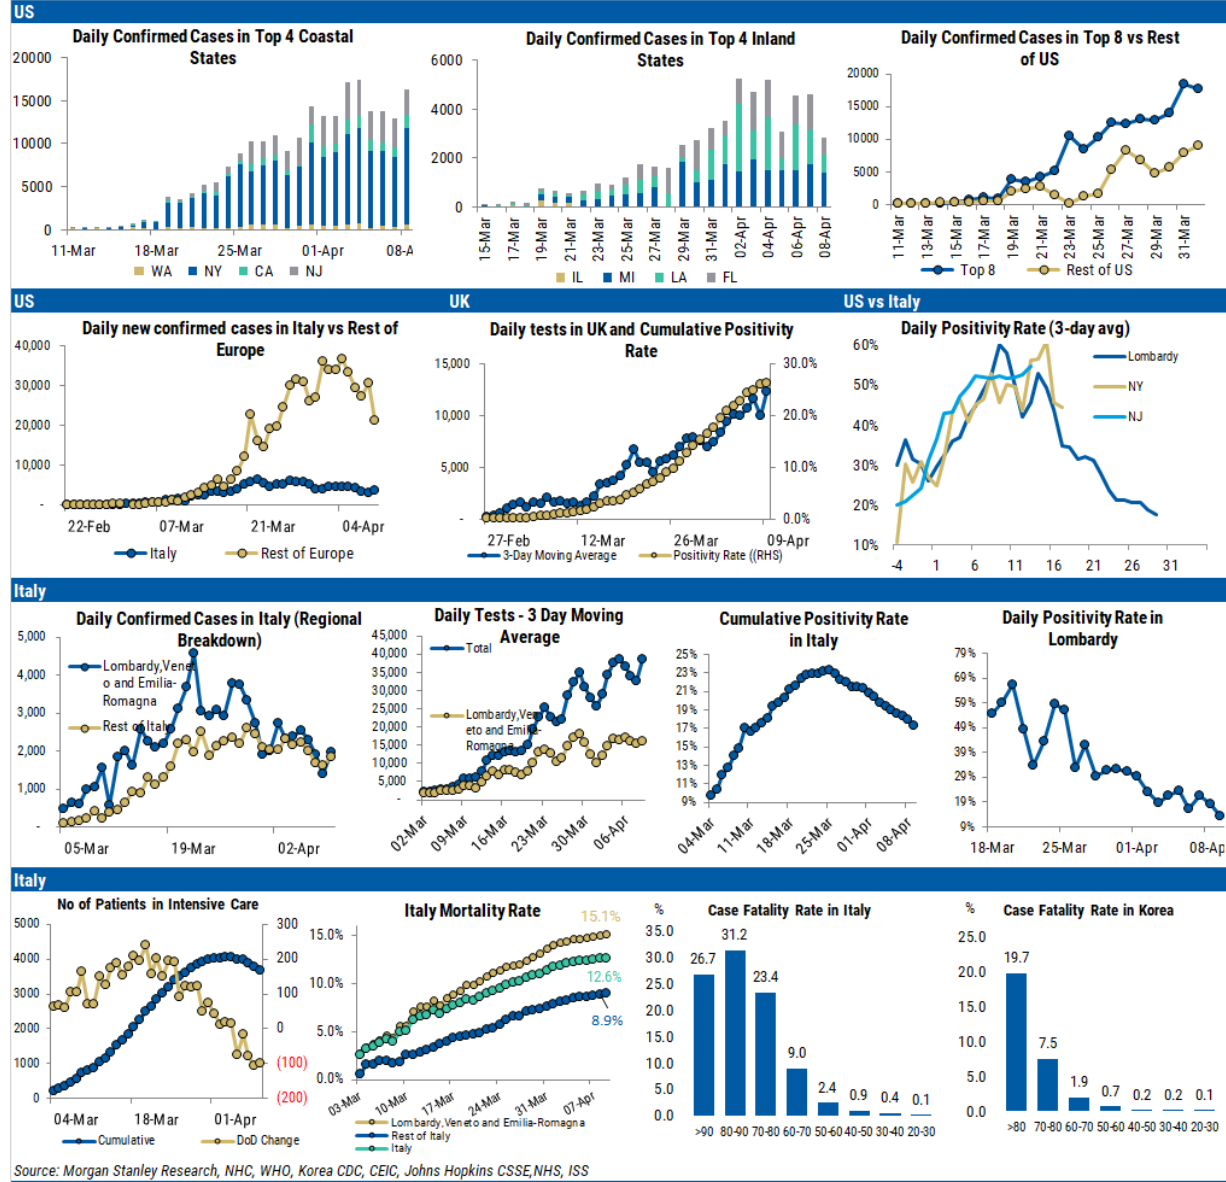 US
Daily Confirmed Cases in Top 4 Coastal
States
20000
15000
10000
5000
0
11-Mar 18-Mar 25-Mar 01-Apr 08-A
WA NY CA NJ
Daily Confirmed Cases in Top 4 Inland
States
6000
4000
2000
0
15-Mar 17-Mar 19-Mar 21-Mar 23-Mar 25-Mar 27-Mar 29-Mar 31-Mar 02-Apr 04-Apr 06-Apr 08-Apr
IL MI LA FL
Daily Confirmed Cases in Top 8 vs Rest
of US
20000
15000
10000
5000
0
11-Mar 13-Mar 15-Mar 17-Mar 19-Mar 21-Mar 23-Mar 25-Mar 27-Mar 29-Mar 31-Mar
Top 8 Rest of US
US UK US vs Italy
Daily new confirmed cases in Italy vs Rest of
Europe
40,000
30,000
20,000
10,000
-
22-Feb 07-Mar 21-Mar 04-Apr
Italy Rest of Europe
Daily tests in UK and Cumulative Positivity
Rate
15,000 30.0%
10,000 20.0%
5,000 10.0%
- 0.0%
27-Feb 12-Mar 26-Mar 09-Apr
3-Day Moving Average Positivity Rate ((RHS)
Daily Positivity Rate (3-day avg)
60%
50%
40%
30%
20%
10%
-4 1 6 11 16 21 26 31
Lombardy
NY
NJ
Italy
Daily Confirmed Cases in Italy (Regional
Breakdown)
5,000
4,000
3,000
2,000
1,000
-
Lombardy,Venet
o and Emilia-
Romagna
Rest of Italy
05-Mar 19-Mar 02-Apr
Daily Tests - 3 Day Moving
Average
45,000
40,000
35,000
30,000
25,000
20,000
15,000
10,000
5,000
-
Total
Lombardy,Ven
eto and Emilia-
Romagna
02-Mar 09-Mar 16-Mar 23-Mar 30-Mar 06-Apr
Cumulative Positivity Rate
in Italy
25%
23%
21%
19%
17%
15%
13%
11%
9%
04-Mar 11-Mar 18-Mar 25-Mar 01-Apr 08-Apr
Daily Positivity Rate in
Lombardy
79%
69%
59%
49%
39%
29%
19%
9%
18-Mar 25-Mar 01-Apr 08-Ap
Italy
No of Patients in Intensive Care
5000 300
4000 200
3000 100
2000 0
1000 (100)
0 (200)
04-Mar 18-Mar 01-Apr
Cumulative DoD Change
Italy Mortality Rate
15.1%
12.6%
8.9%
15.0%
10.0%
5.0%
0.0%
03-Mar 10-Mar 17-Mar 24-Mar 31-Mar 07-Apr
Lombardy,Veneto and Emilia-Romagna
Rest of Italy
Italy
% Case Fatality Rate in Italy
35.0
30.0
25.0
20.0
15.0
10.0
5.0
0.0
26.7 31.2 23.4 9.0 2.4 0.9 0.4 0.1
>90 80-90 70-80 60-70 50-60 40-50 30-40 20-30
% Case Fatality Rate in Korea
25.0
20.0
15.0
10.0
5.0
0.0
19.7 7.5 1.9 0.7 0.2 0.2 0.1
>80 70-80 60-70 50-60 40-50 30-40 20-30
Source: Morgan Stanley Research, NHC, WHO, Korea CDC, CEIC, Johns Hopkins CSSE,NHS, ISS